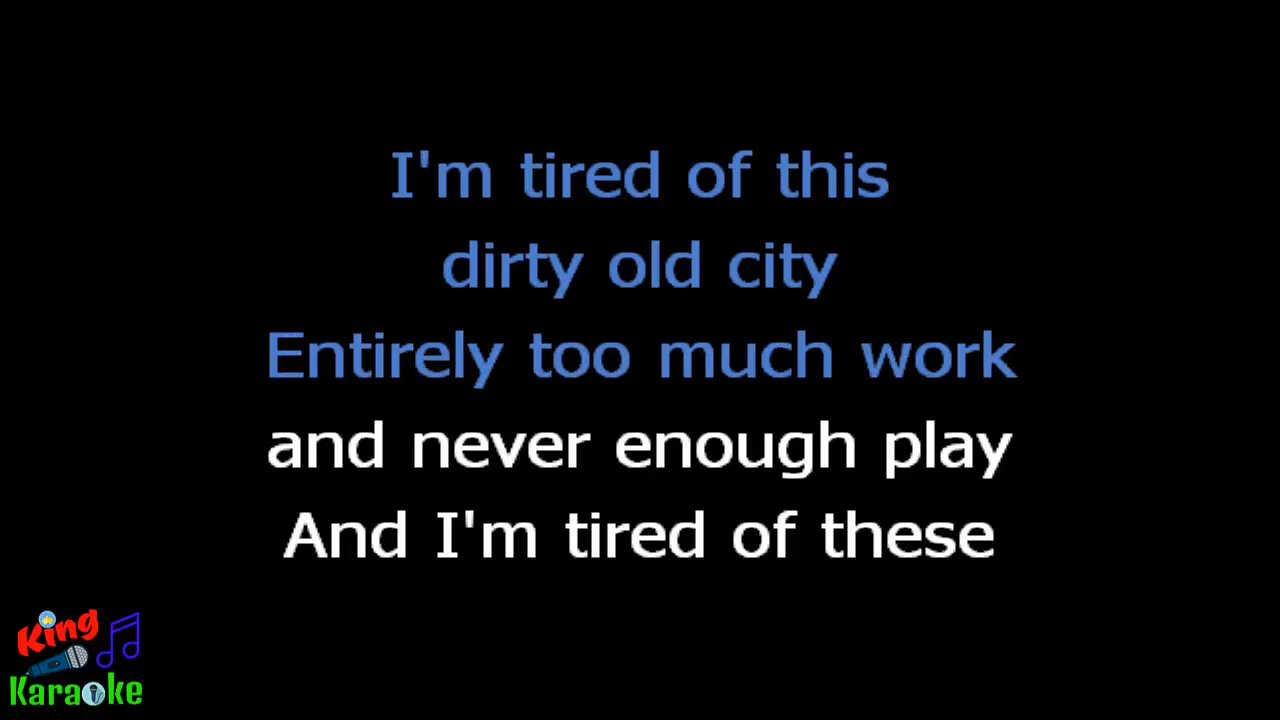 I'm tired of this
dirty old city
Entirely too much work
and never enough play
And I'm tired of these
King
Karaoke